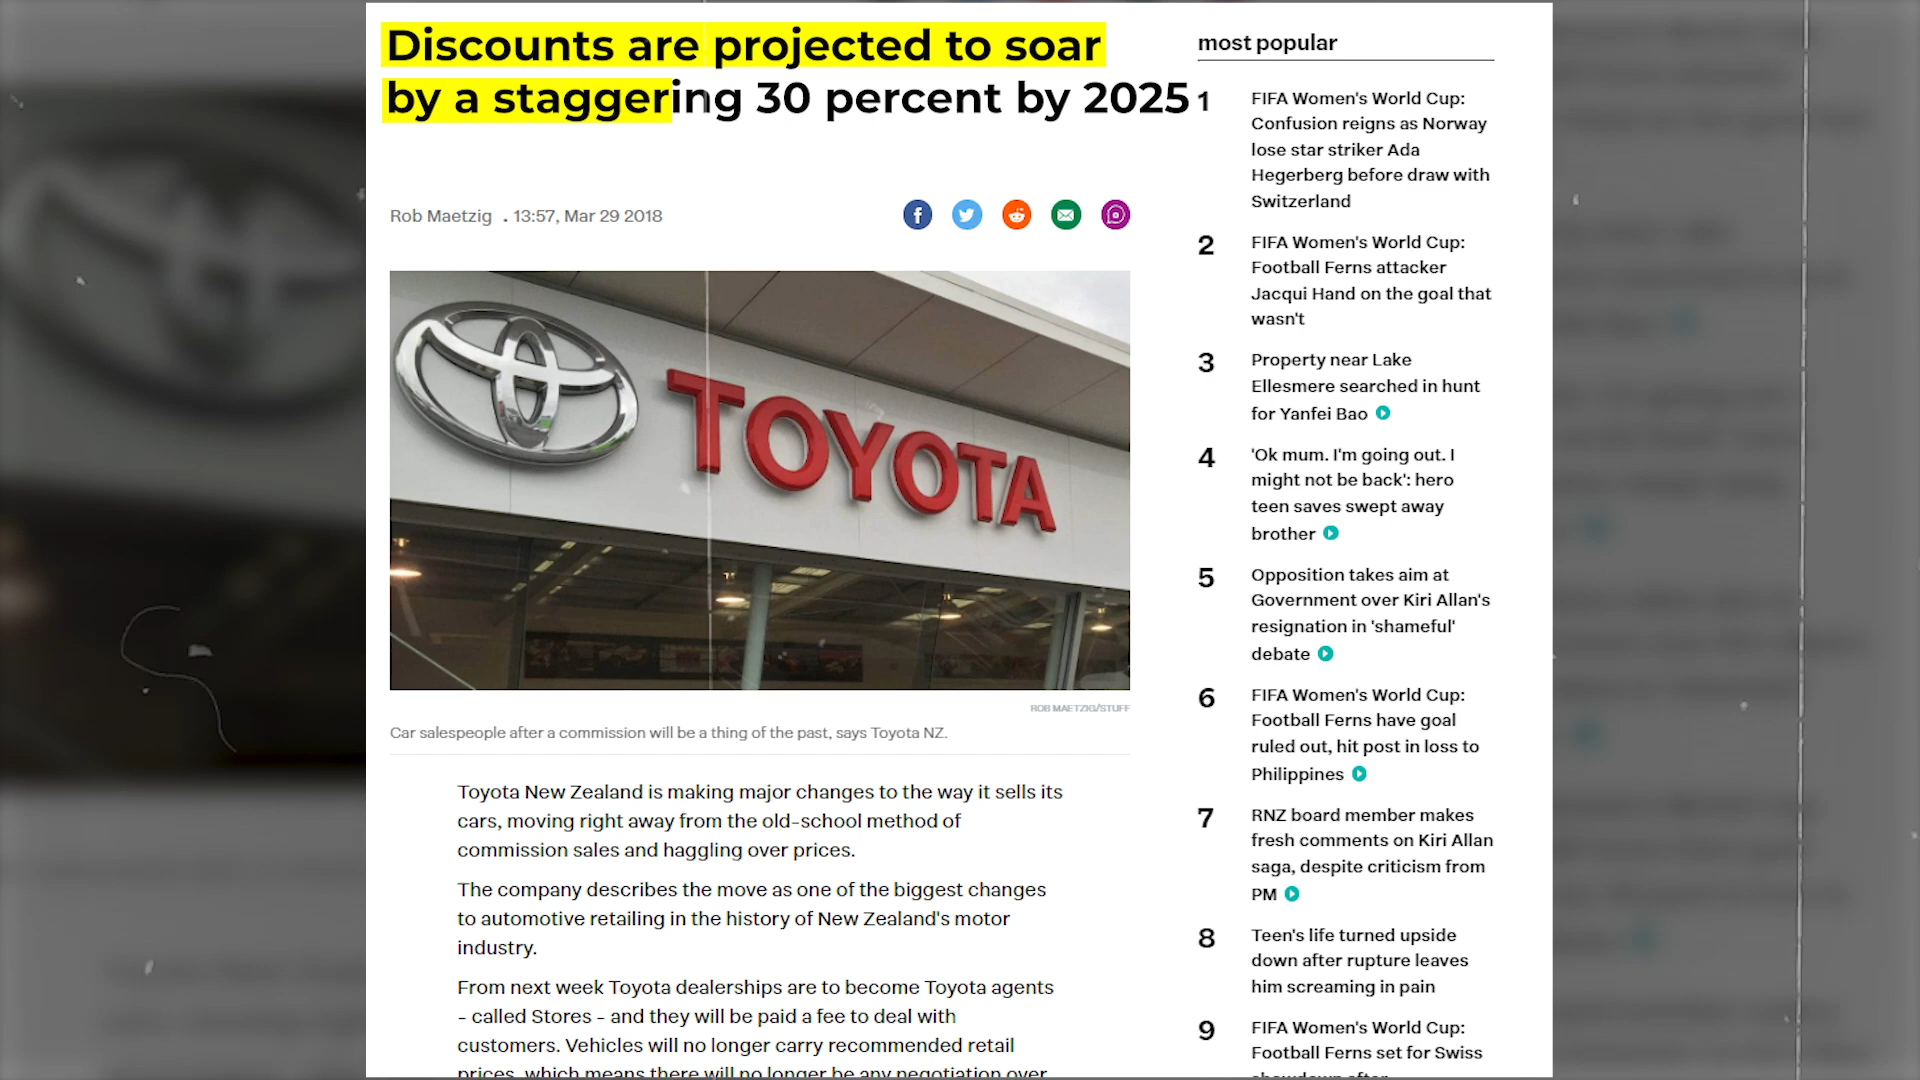 Discounts are projected to soar
by a staggering 30 percent by 2025
Rob Maetzig . 13:57, Mar 29 2018
TOYOTA
ROB MAETZIG/STUFF
Car salespeople after a commission will be a thing of the past, says Toyota NZ.
Toyota New Zealand is making major changes to the way it sells its
cars, moving right away from the old-school method of
commission sales and haggling over prices.
The company describes the move as one of the biggest changes
to automotive retailing in the history of New Zealand's motor
industry.
From next week Toyota dealerships are to become Toyota agents
- called Stores - and they will be paid a fee to deal with
customers. Vehicles will no longer carry recommended retail
prices, which means there will no longer be any negotiation over
most popular
1 FIFA Women's World Cup:
Confusion reigns as Norway
lose star striker Ada
Hegerberg before draw with
Switzerland
2 FIFA Women's World Cup:
Football Ferns attacker
Jacqui Hand on the goal that
wasn't
3 Property near Lake
Ellesmere searched in hunt
for Yanfei Bao
4 'Ok mum. I'm going out. I
might not be back': hero
teen saves swept away
brother
5 Opposition takes aim at
Government over Kiri Allan's
resignation in 'shameful'
debate
6 FIFA Women's World Cup:
Football Ferns have goal
ruled out, hit post in loss to
Philippines
7 RNZ board member makes
fresh comments on Kiri Allan
saga, despite criticism from
PM
8 Teen's life turned upside
down after rupture leaves
him screaming in pain
9 FIFA Women's World Cup:
Football Ferns set for Swiss